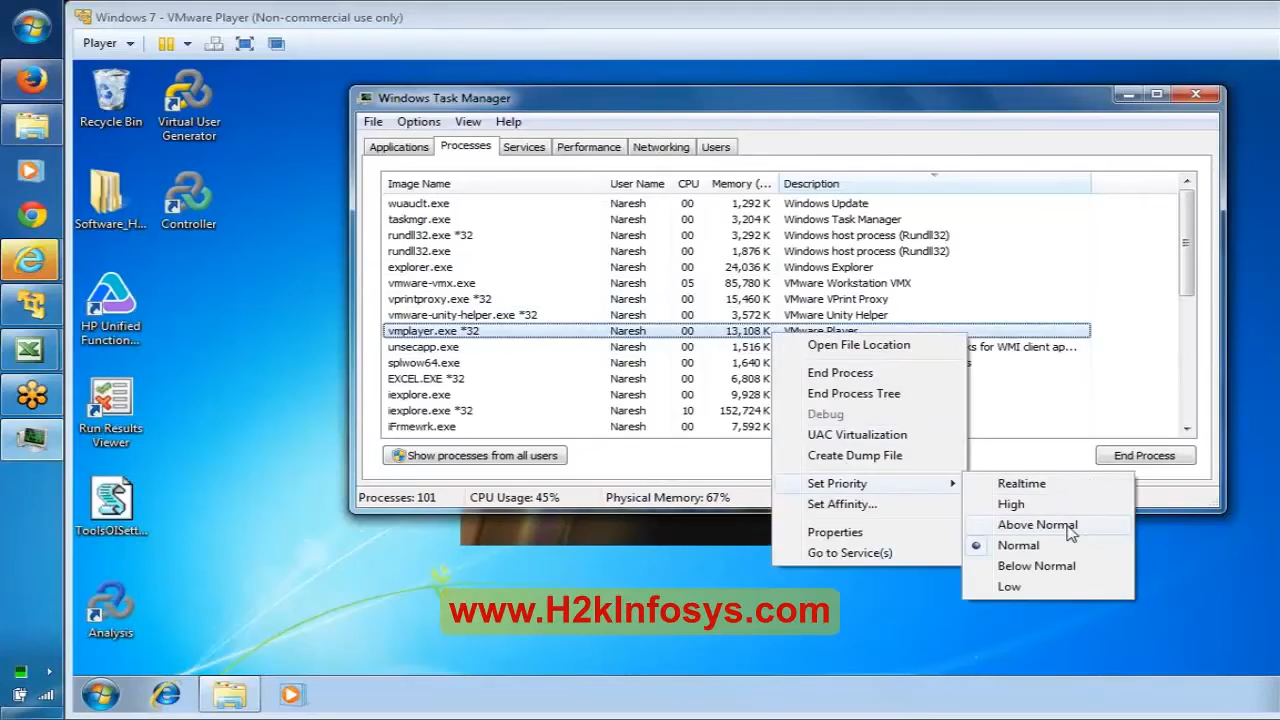 Windows 7 - VMware Player (Non-commercial use only)
Player
Recycle Bin
Virtual User Generator
Software_H...
Controller
HP Unified Function...
Run Results Viewer
ToolsOISett...
Analysis
Windows Task Manager
File Options View Help
Applications Processes Services Performance Networking Users
Image Name User Name CPU Memory (... Description
wuauclt.exe Naresh 00 1,292 K Windows Update
taskmgr.exe Naresh 00 3,204 K Windows Task Manager
rundll32.exe *32 Naresh 00 3,292 K Windows host process (Rundll32)
rundll32.exe Naresh 00 1,876 K Windows host process (Rundll32)
explorer.exe Naresh 00 24,036 K Windows Explorer
vmware-vmx.exe Naresh 05 85,780 K VMware Workstation VMX
vprintproxy.exe *32 Naresh 00 15,460 K VMware VPrint Proxy
vmware-unity-helper.exe *32 Naresh 00 3,572 K VMware Unity Helper
vmplayer.exe *32 Naresh 00 13,108 K VMware Player
unsecapp.exe Naresh 00 1,516 K ks for WMI client ap...
splwow64.exe Naresh 00 1,640 K s
EXCEL.EXE *32 Naresh 00 6,808 K
iexplore.exe Naresh 00 9,928 K
iexplore.exe *32 Naresh 10 152,724 K
iFrmewrk.exe Naresh 00 7,592 K
Show processes from all users
End Process
Processes: 101 CPU Usage: 45% Physical Memory: 67%
Open File Location
End Process
End Process Tree
Debug
UAC Virtualization
Create Dump File
Set Priority
Set Affinity...
Properties
Go to Service(s)
Realtime
High
Above Normal
Normal
Below Normal
Low
www.H2kInfosys.com